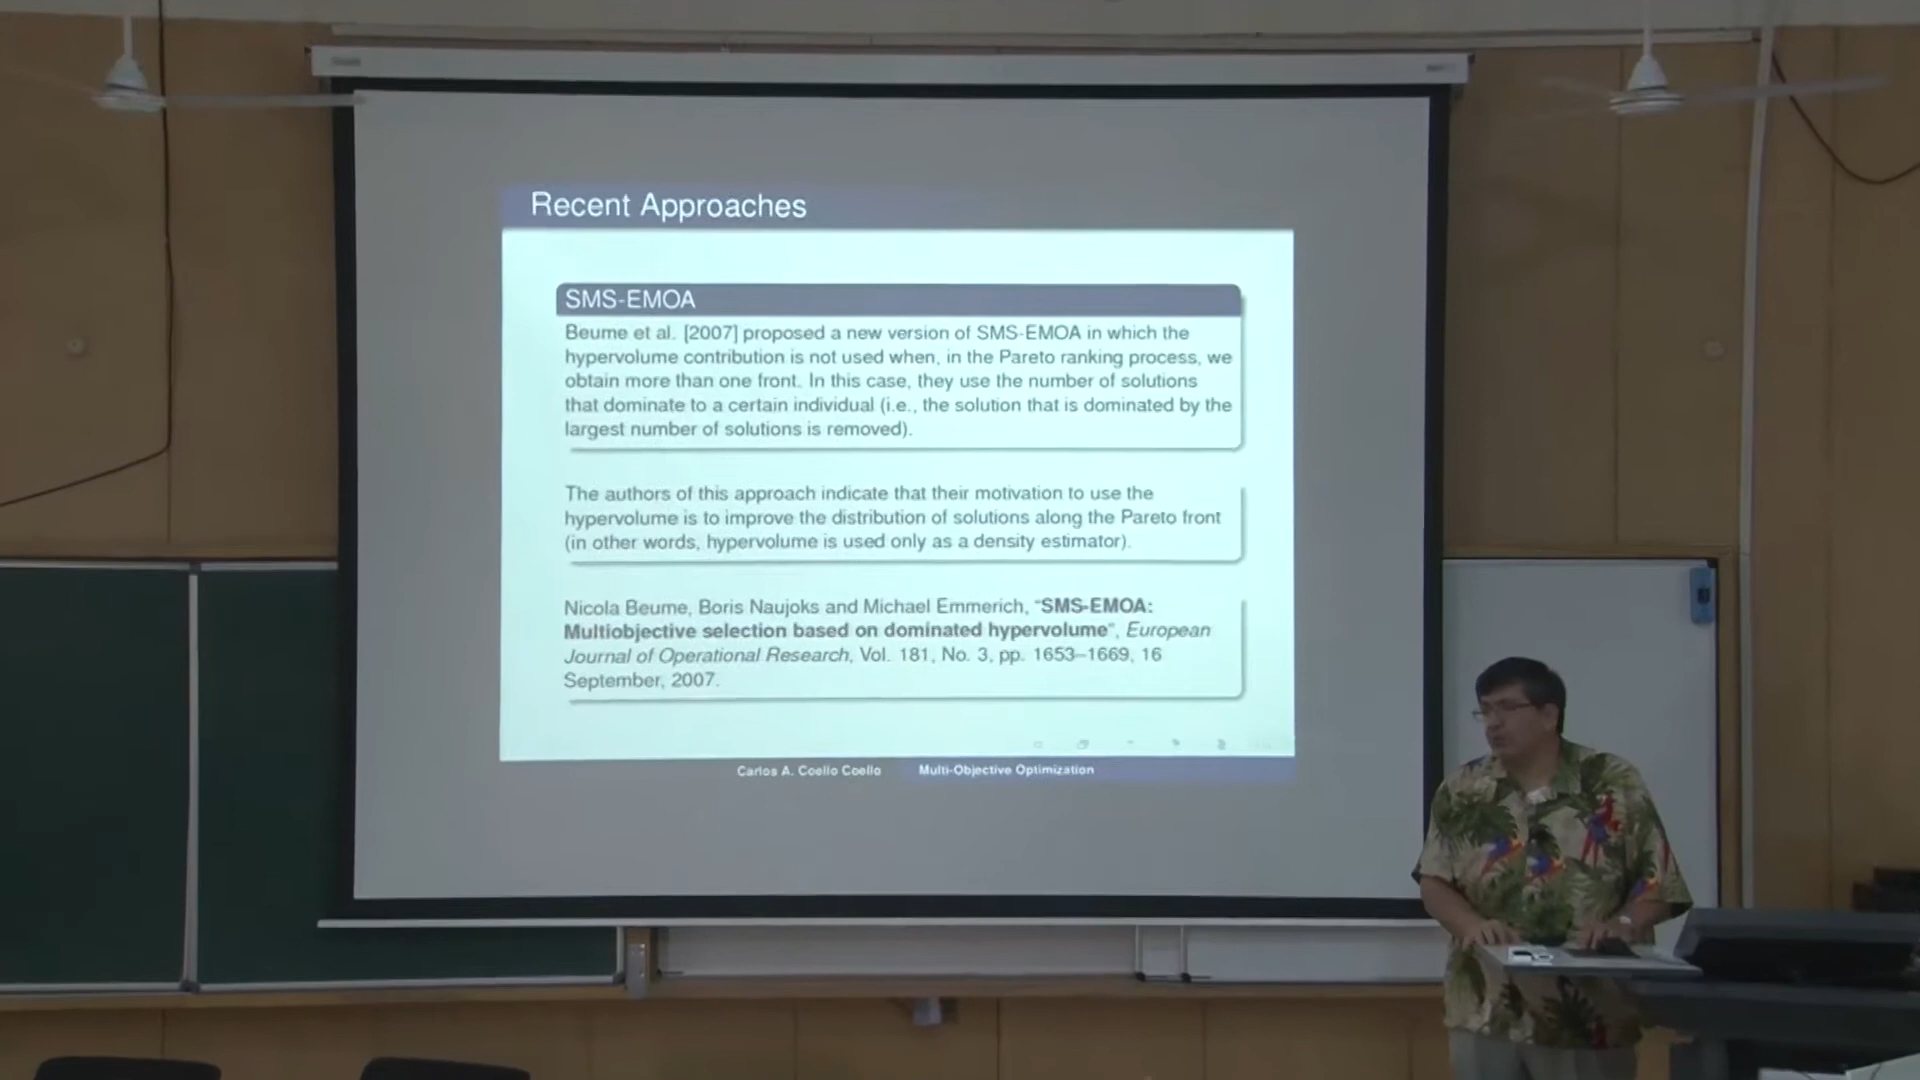 Recent Approaches
SMS-EMOA
Beume et al. [2007] proposed a new version of SMS-EMOA in which the
hypervolume contribution is not used when, in the Pareto ranking process, we
obtain more than one front. In this case, they use the number of solutions
that dominate to a certain individual (i.e., the solution that is dominated by the
largest number of solutions is removed).
The authors of this approach indicate that their motivation to use the
hypervolume is to improve the distribution of solutions along the Pareto front
(in other words, hypervolume is used only as a density estimator).
Nicola Beume, Boris Naujoks and Michael Emmerich, "SMS-EMOA:
Multiobjective selection based on dominated hypervolume", European
Journal of Operational Research, Vol. 181, No. 3, pp. 1653–1669, 16
September, 2007.
Carlos A. Coello Coello Multi-Objective Optimization